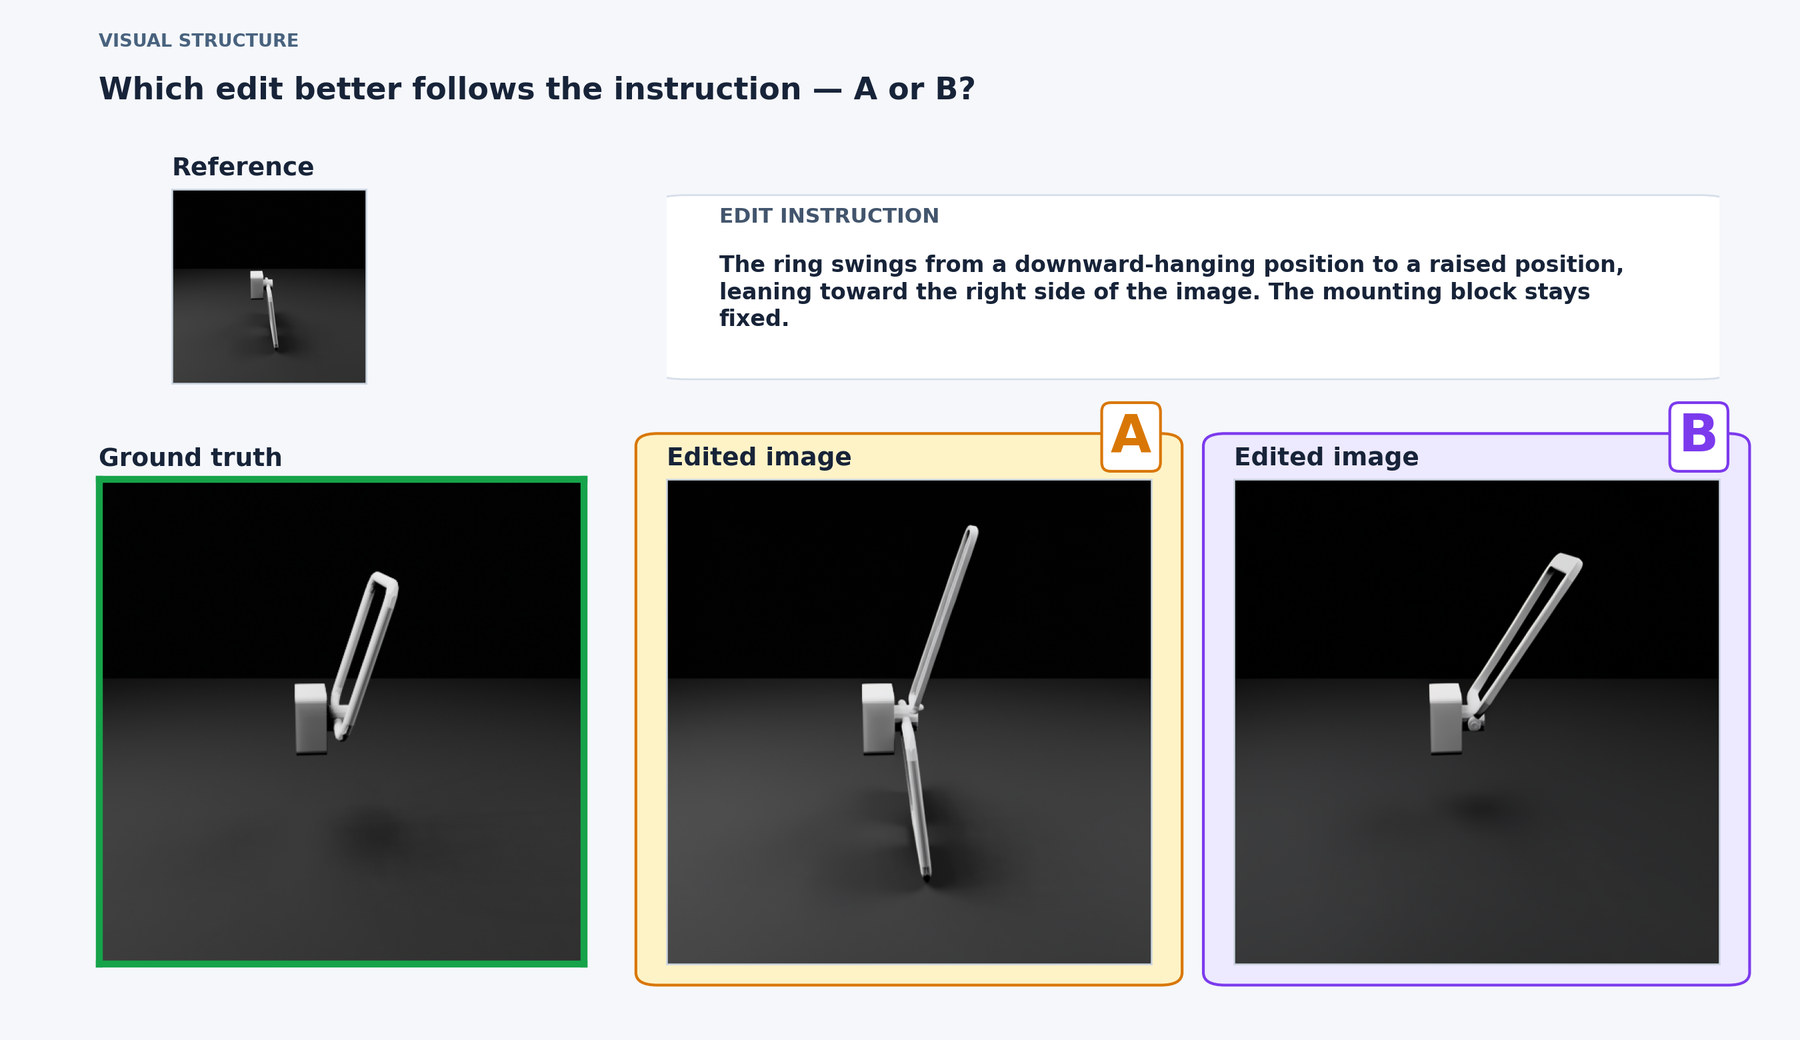 VISUAL STRUCTURE
Which edit better follows the instruction — A or B?
Reference
EDIT INSTRUCTION
The ring swings from a downward-hanging position to a raised position,
leaning toward the right side of the image. The mounting block stays
fixed.
Ground truth
A
Edited image
B
Edited image